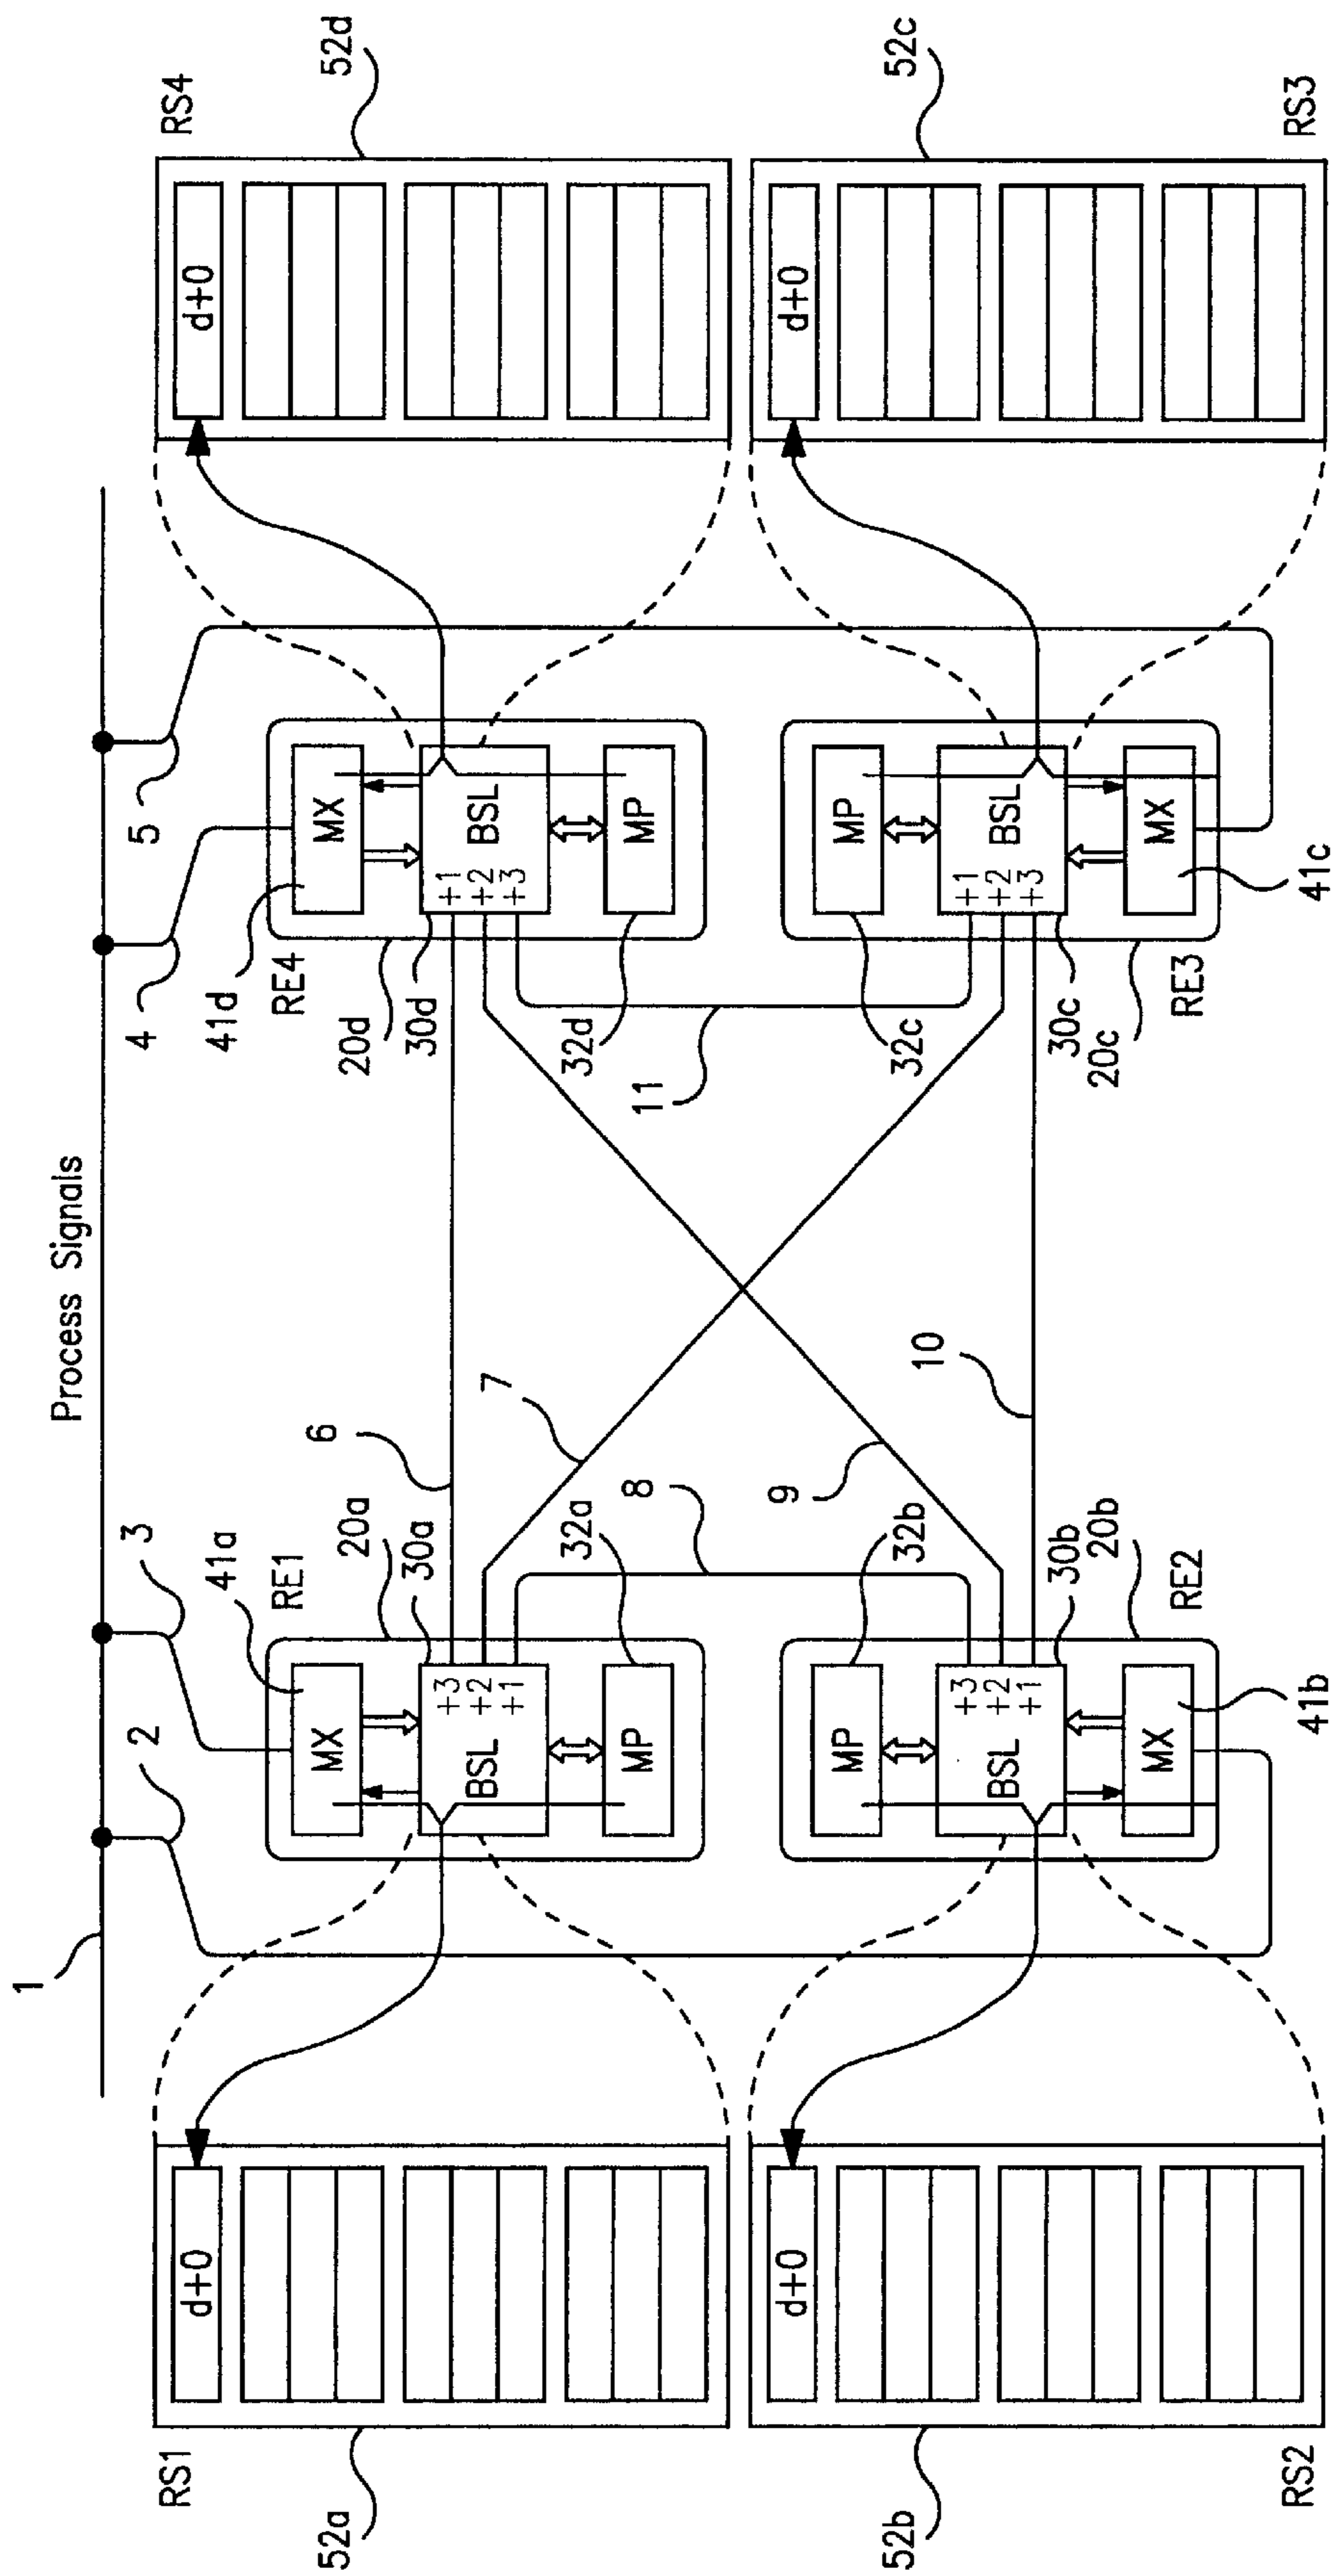 Process Signals
1
2
3
4
5
RS1
52a
d+0
RS4
52d
d+0
41a
RE1
20a
30a
MX
BSL
+3
+2
+1
MP
32a
6
7
8
9
10
11
41d
RE4
20d
30d
MX
BSL
+1
+2
+3
MP
32d
RS2
52b
d+0
32b
MP
BSL
+3
+2
+1
30b
20b
RE2
MX
41b
32c
MP
BSL
+1
+2
+3
30c
20c
RE3
MX
41c
RS3
52c
d+0